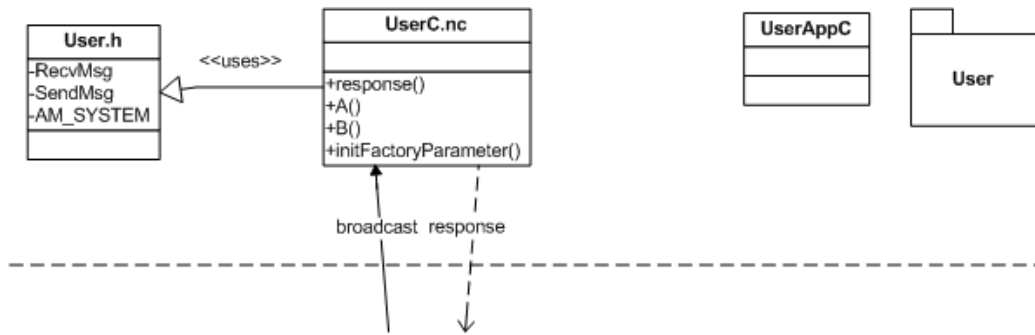 User.h
-RecvMsg
-SendMsg
-AM_SYSTEM
<<uses>>
UserC.nc
+response()
+A()
+B()
+initFactoryParameter()
UserAppC
User
broadcast
response